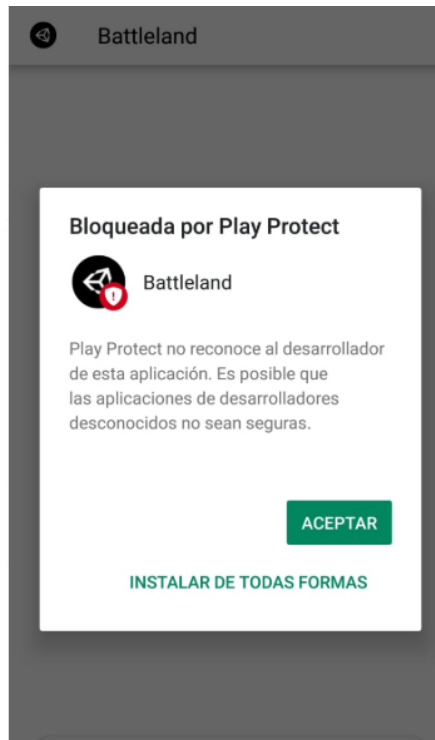 Battleland
Bloqueada por Play Protect
Battleland
Play Protect no reconoce al desarrollador
de esta aplicación. Es posible que
las aplicaciones de desarrolladores
desconocidos no sean seguras.
ACEPTAR
INSTALAR DE TODAS FORMAS